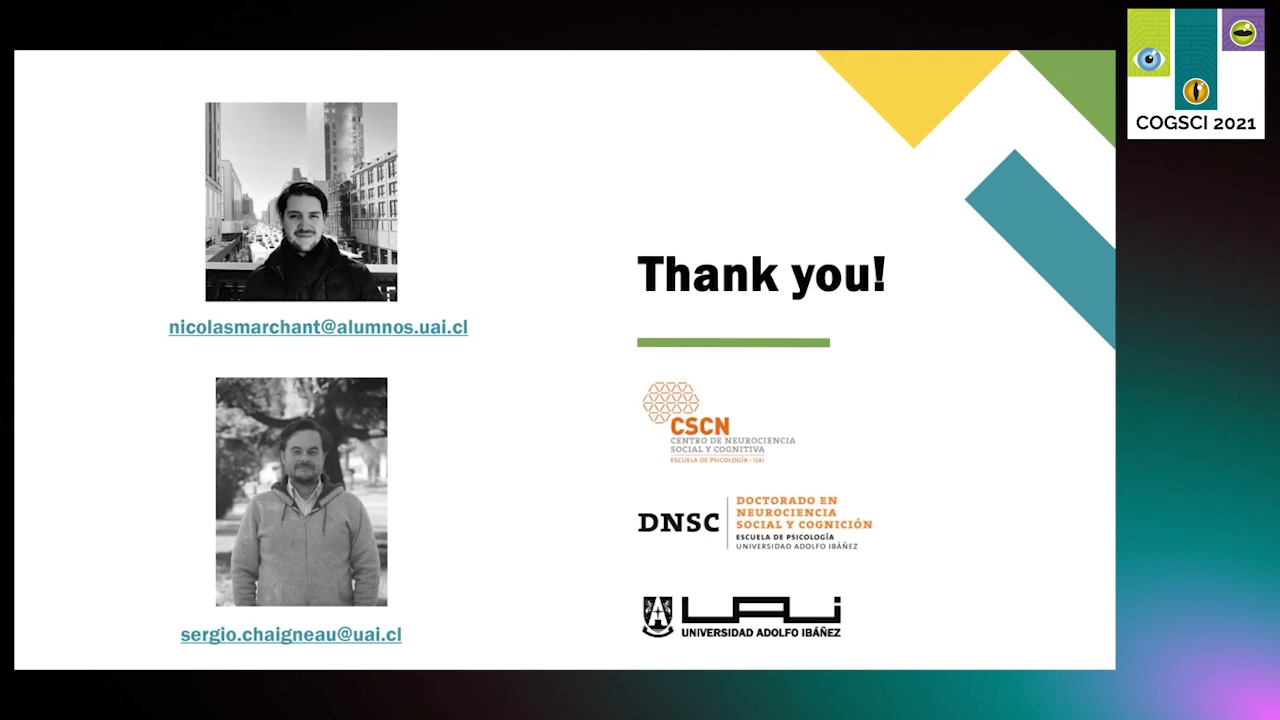 COGSCI 2021
nicolasmarchant@alumnos.uai.cl
sergio.chaigneau@uai.cl
Thank you!
CSCN
CENTRO DE NEUROCIENCIA
SOCIAL Y COGNITIVA
ESCUELA DE PSICOLOGÍA - UAI
DNSC
DOCTORADO EN
NEUROCIENCIA
SOCIAL Y COGNICIÓN
ESCUELA DE PSICOLOGÍA
UNIVERSIDAD ADOLFO IBÁÑEZ
A UAi
UNIVERSIDAD ADOLFO IBÁÑEZ